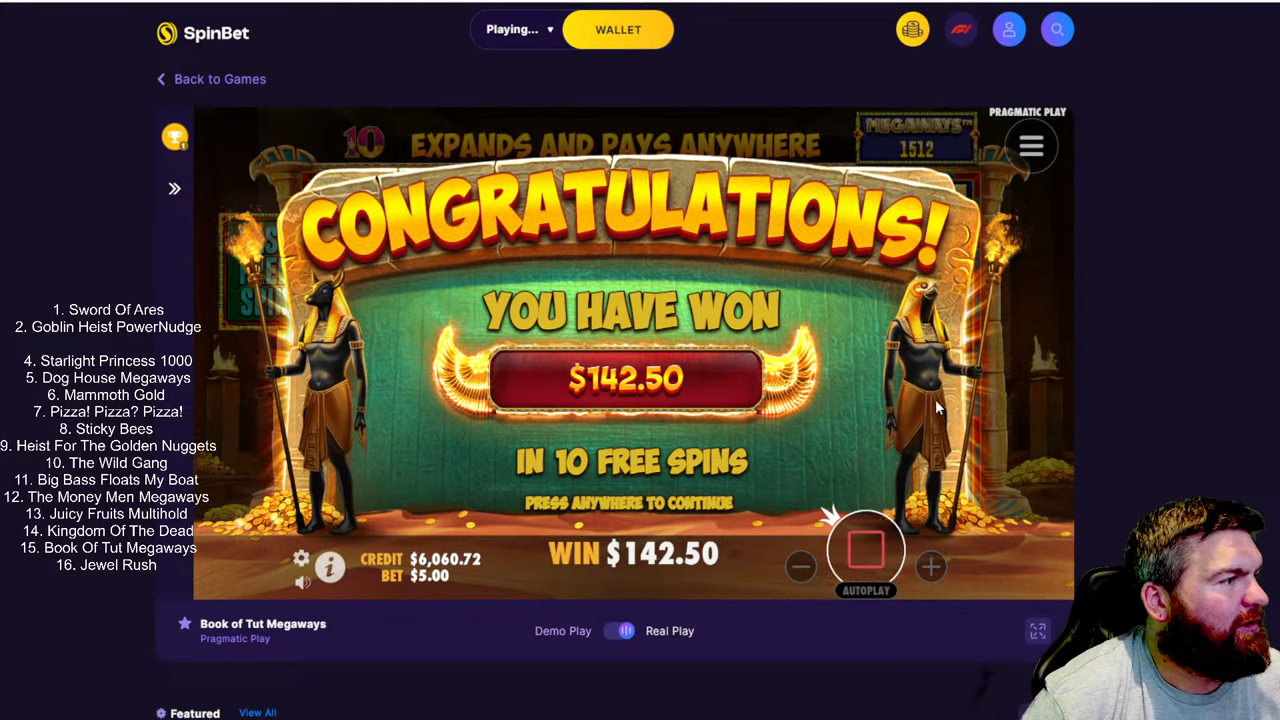 SpinBet
Playing...
WALLET
Back to Games
PRAGMATIC PLAY
10 EXPANDS AND PAYS ANYWHERE
MEGAWAYS™
1512
1
CONGRATULATIONS!
YOU HAVE WON
$142.50
IN 10 FREE SPINS
PRESS ANYWHERE TO CONTINUE
1. Sword Of Ares
2. Goblin Heist PowerNudge
4. Starlight Princess 1000
5. Dog House Megaways
6. Mammoth Gold
7. Pizza! Pizza? Pizza!
8. Sticky Bees
9. Heist For The Golden Nuggets
10. The Wild Gang
11. Big Bass Floats My Boat
12. The Money Men Megaways
13. Juicy Fruits Multihold
14. Kingdom Of The Dead
15. Book Of Tut Megaways
16. Jewel Rush
CREDIT $6,060.72
BET $5.00
WIN $142.50
AUTOPLAY
Book of Tut Megaways
Pragmatic Play
Demo Play
Real Play
Featured
View All